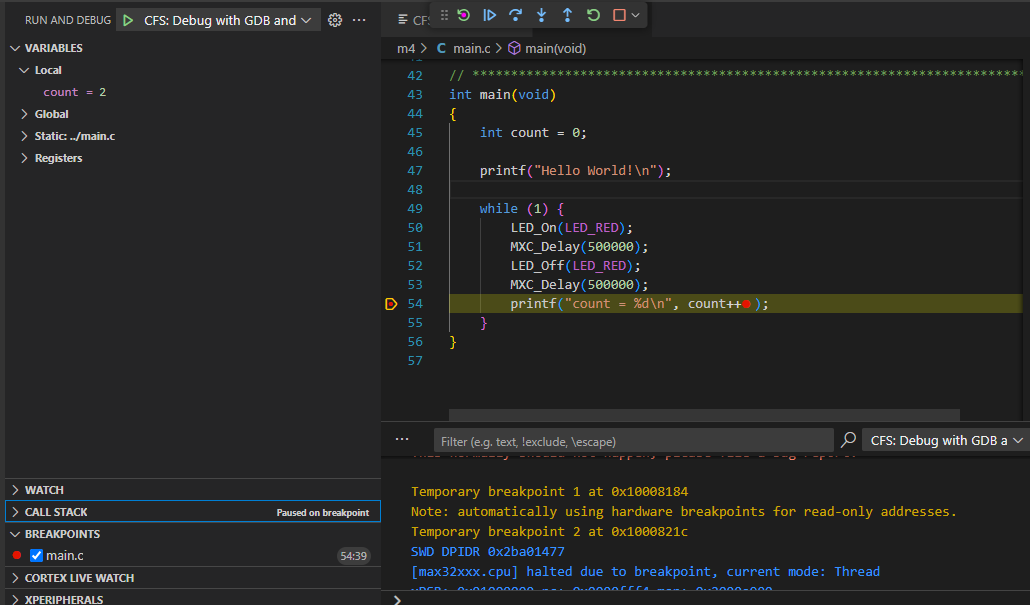 RUN AND DEBUG CFS: Debug with GDB and
VARIABLES
Local
count = 2
Global
Static: ../main.c
Registers
WATCH
CALL STACK Paused on breakpoint
BREAKPOINTS
main.c 54:39
CORTEX LIVE WATCH
XPERIPHERALS
CFS
m4 > C main.c > main(void)
42 // ***********************************************************************
43 int main(void)
44 {
45 int count = 0;
46
47 printf("Hello World!\n");
48
49 while (1) {
50 LED_On(LED_RED);
51 MXC_Delay(500000);
52 LED_Off(LED_RED);
53 MXC_Delay(500000);
54 printf("count = %d\n", count++);
55 }
56 }
57
Filter (e.g. text, !exclude, \escape) CFS: Debug with GDB a
Temporary breakpoint 1 at 0x10008184
Note: automatically using hardware breakpoints for read-only addresses.
Temporary breakpoint 2 at 0x1000821c
SWD DPIDR 0x2ba01477
[max32xxx.cpu] halted due to breakpoint, current mode: Thread